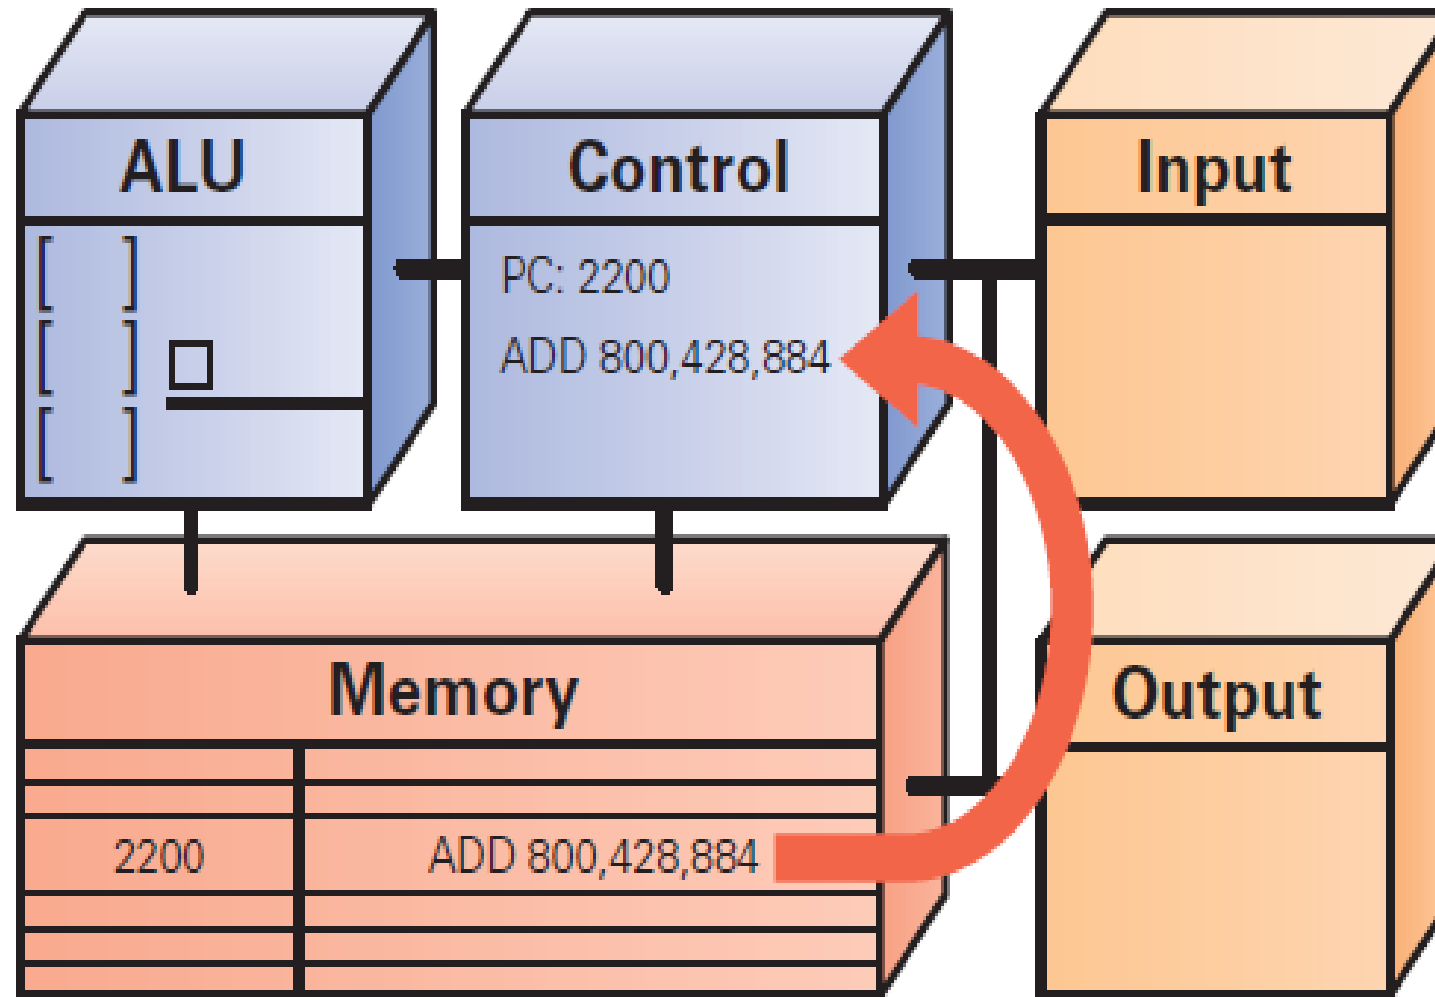 ALU
[ ]
[ ]
[ ]
Control
PC: 2200
ADD 800,428,884
Input
Memory
2200 ADD 800,428,884
Output